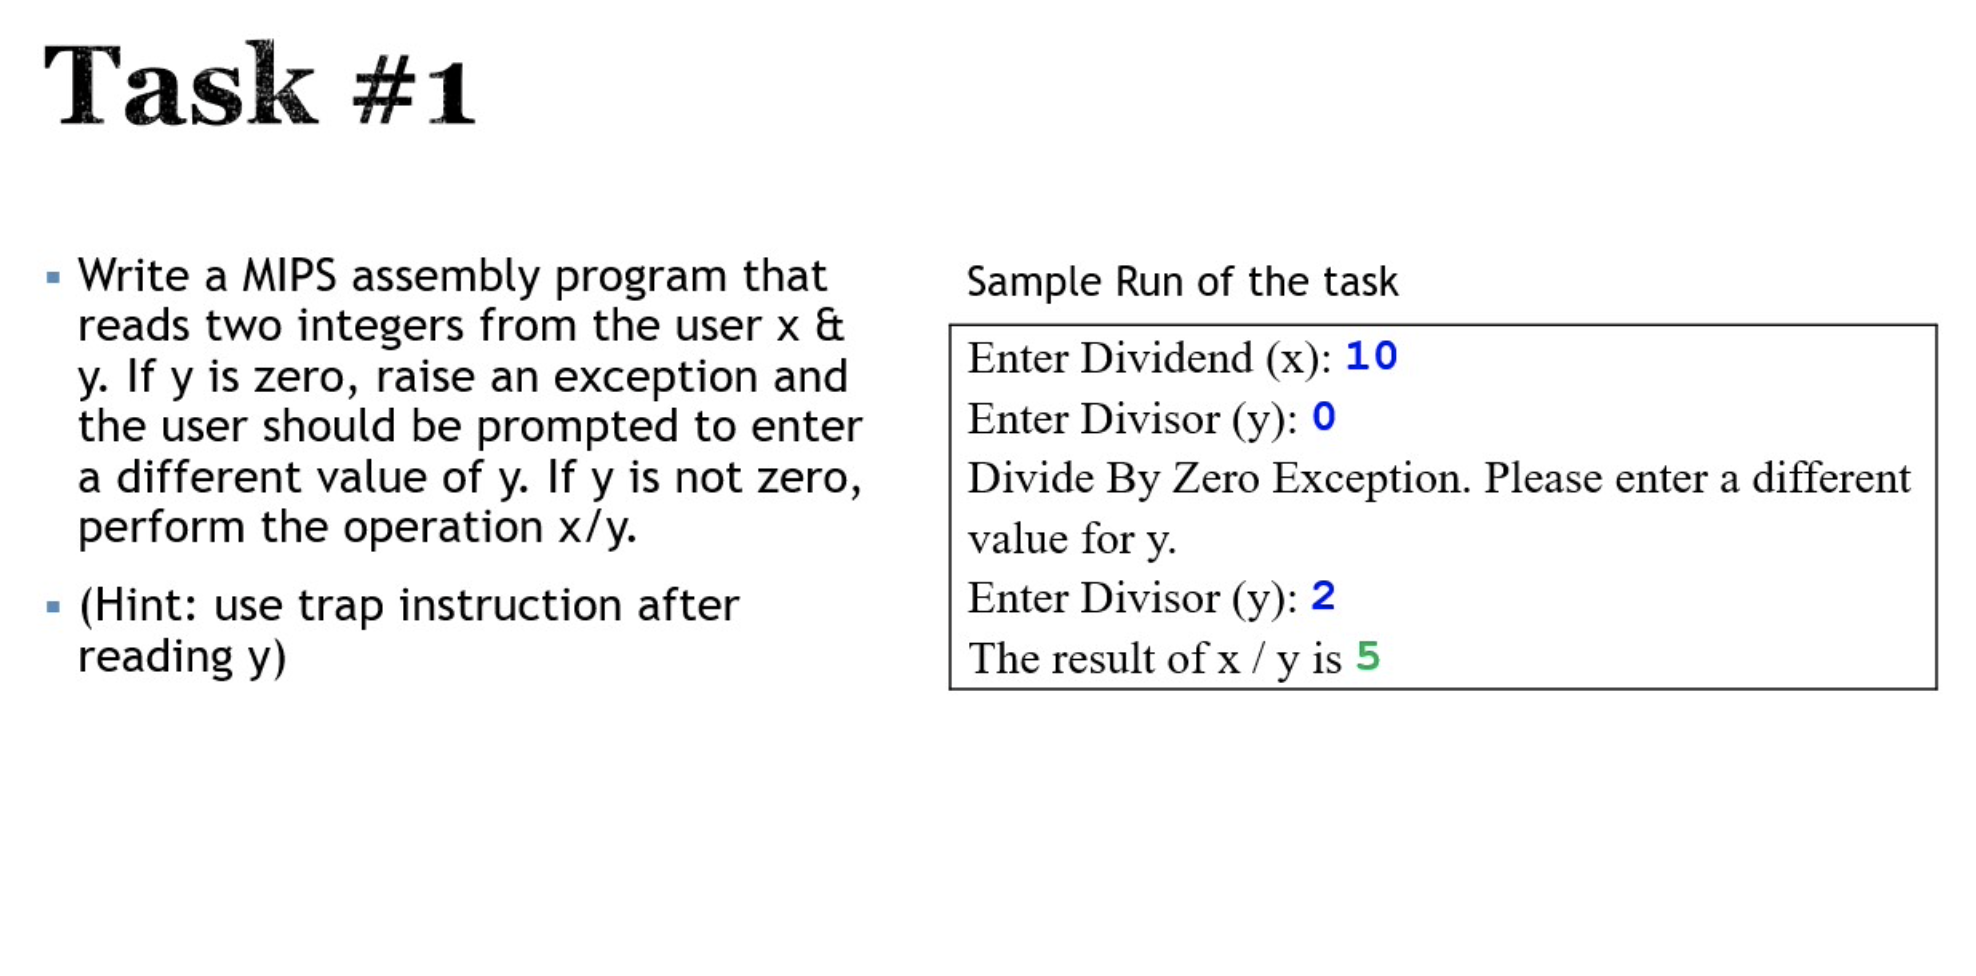 Task #1
▪ Write a MIPS assembly program that
reads two integers from the user x &
y. If y is zero, raise an exception and
the user should be prompted to enter
a different value of y. If y is not zero,
perform the operation x/y.
▪ (Hint: use trap instruction after
reading y)
Sample Run of the task
Enter Dividend (x): 10
Enter Divisor (y): 0
Divide By Zero Exception. Please enter a different
value for y.
Enter Divisor (y): 2
The result of x / y is 5